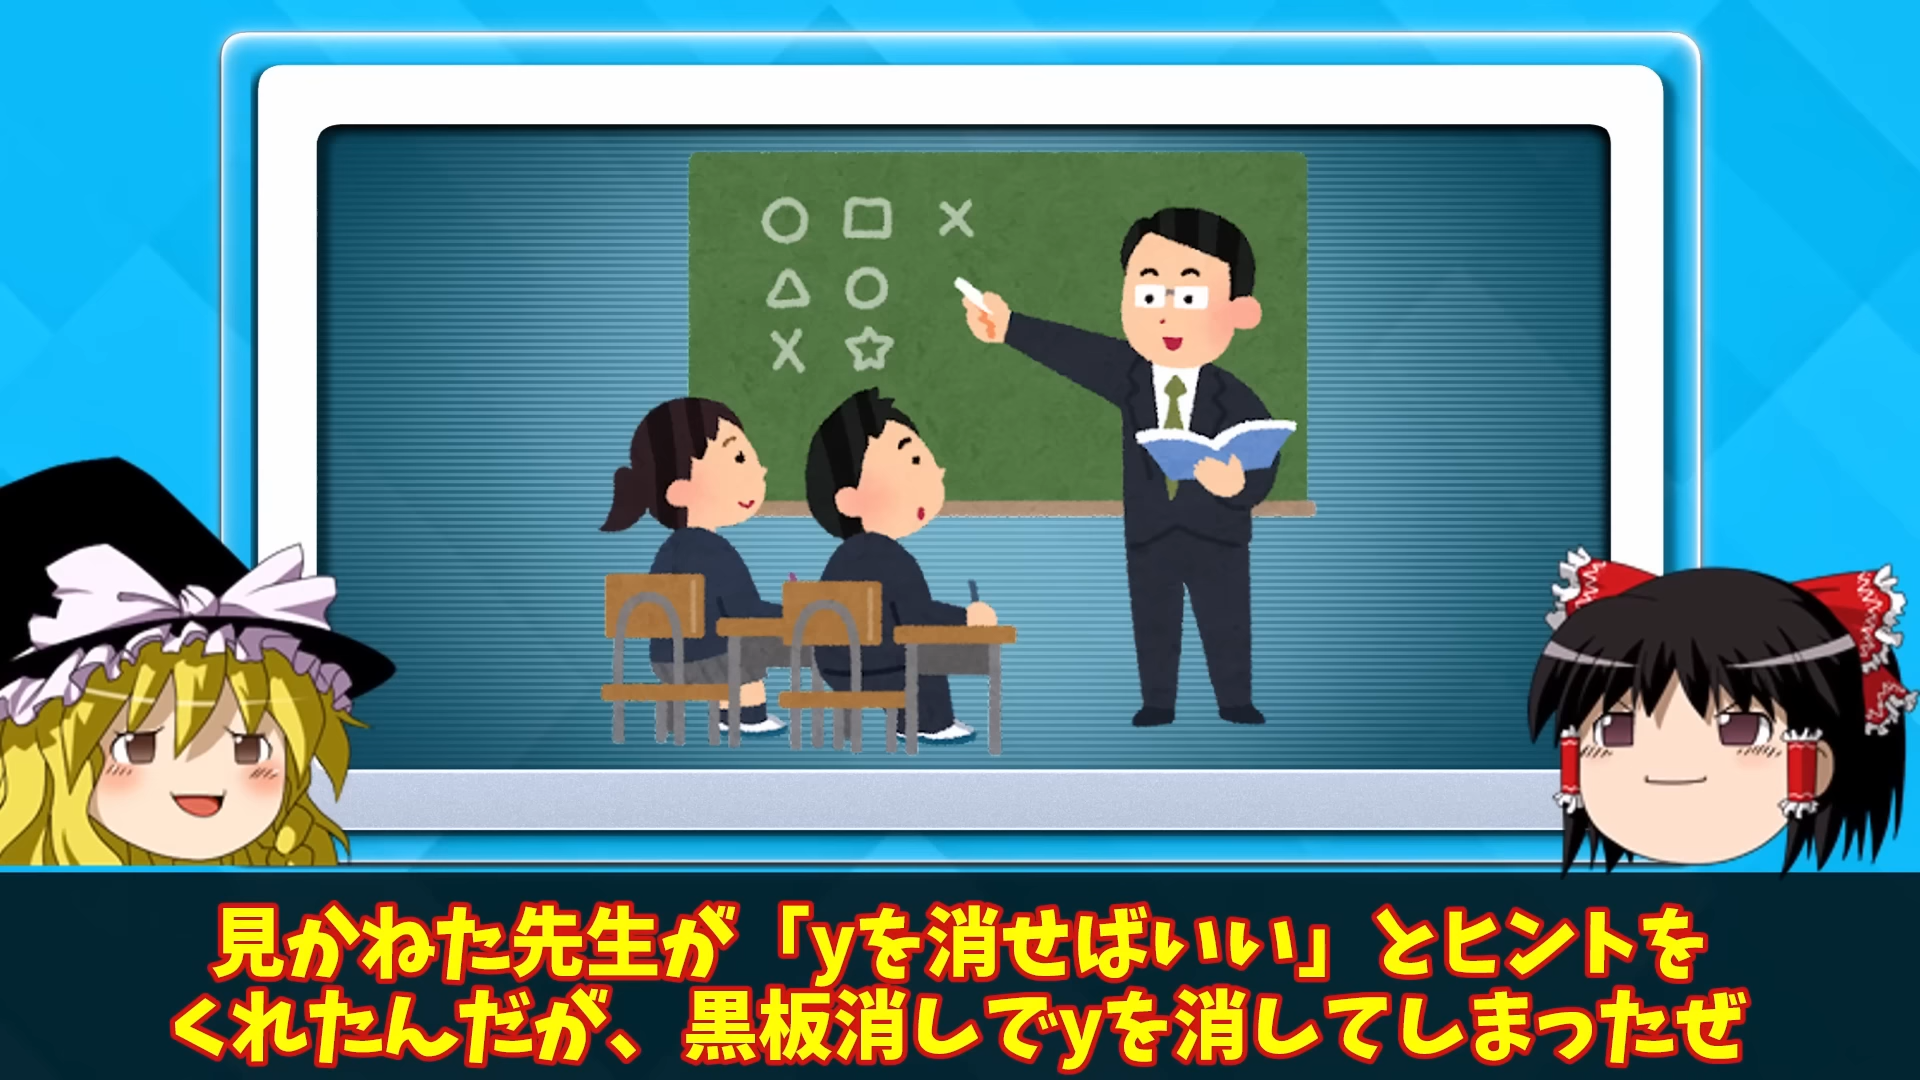 見かねた先生が「yを消せばいい」とヒントを
くれたんだが、黒板消しでyを消してしまったぜ